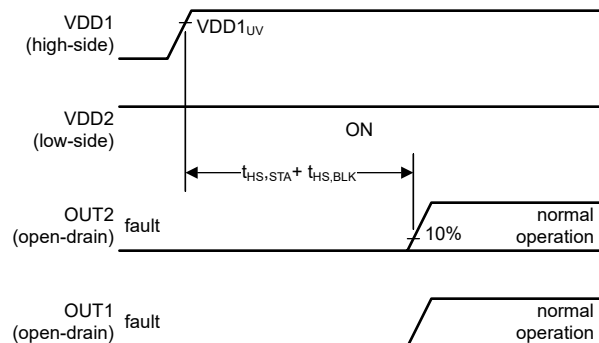 VDD1
(high-side)
VDD1UV
VDD2
(low-side)
ON
tHS,STA+ tHS,BLK
OUT2
(open-drain)
fault
10%
normal
operation
OUT1
(open-drain)
fault
normal
operation